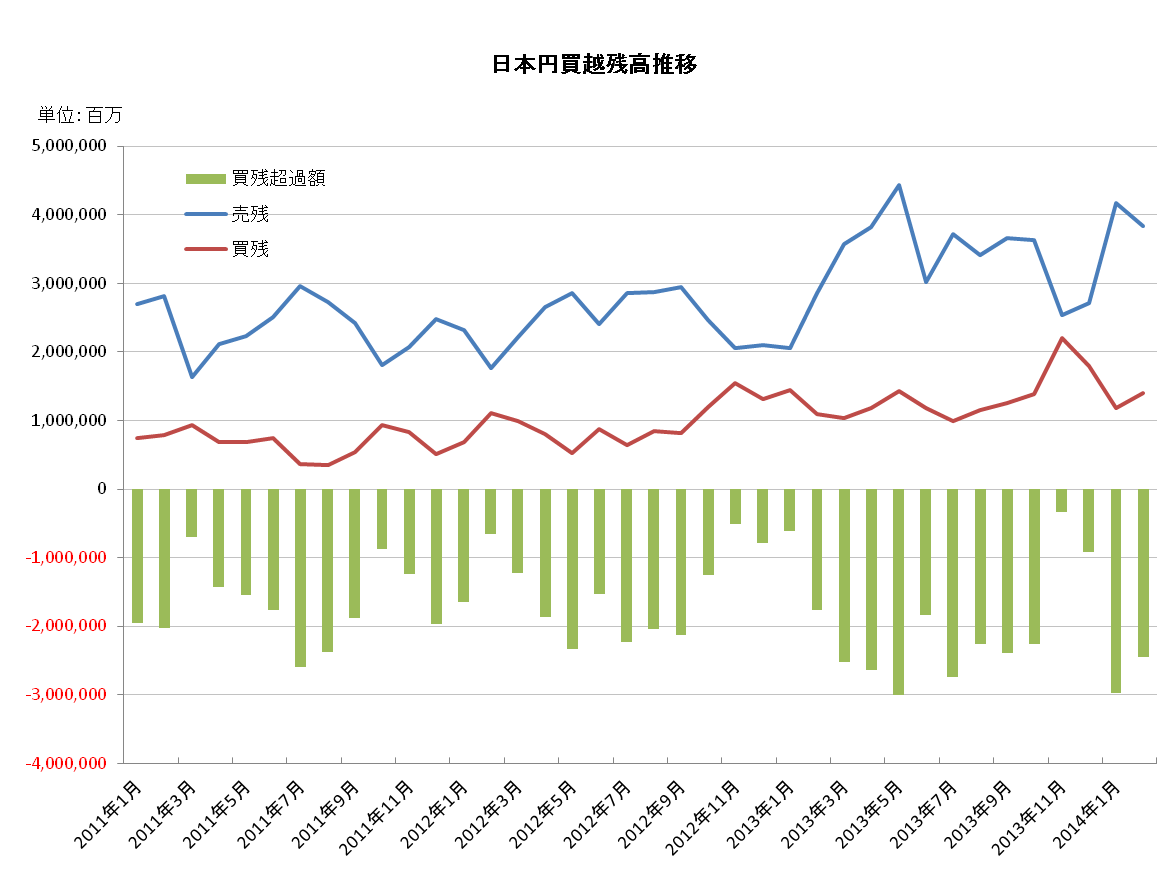 日本円買越残高推移
単位：百万
5,000,000
4,000,000
3,000,000
2,000,000
1,000,000
0
-1,000,000
-2,000,000
-3,000,000
-4,000,000
買残超過額
売残
買残
2011年1月
2011年3月
2011年5月
2011年7月
2011年9月
2011年11月
2012年1月
2012年3月
2012年5月
2012年7月
2012年9月
2012年11月
2013年1月
2013年3月
2013年5月
2013年7月
2013年9月
2013年11月
2014年1月